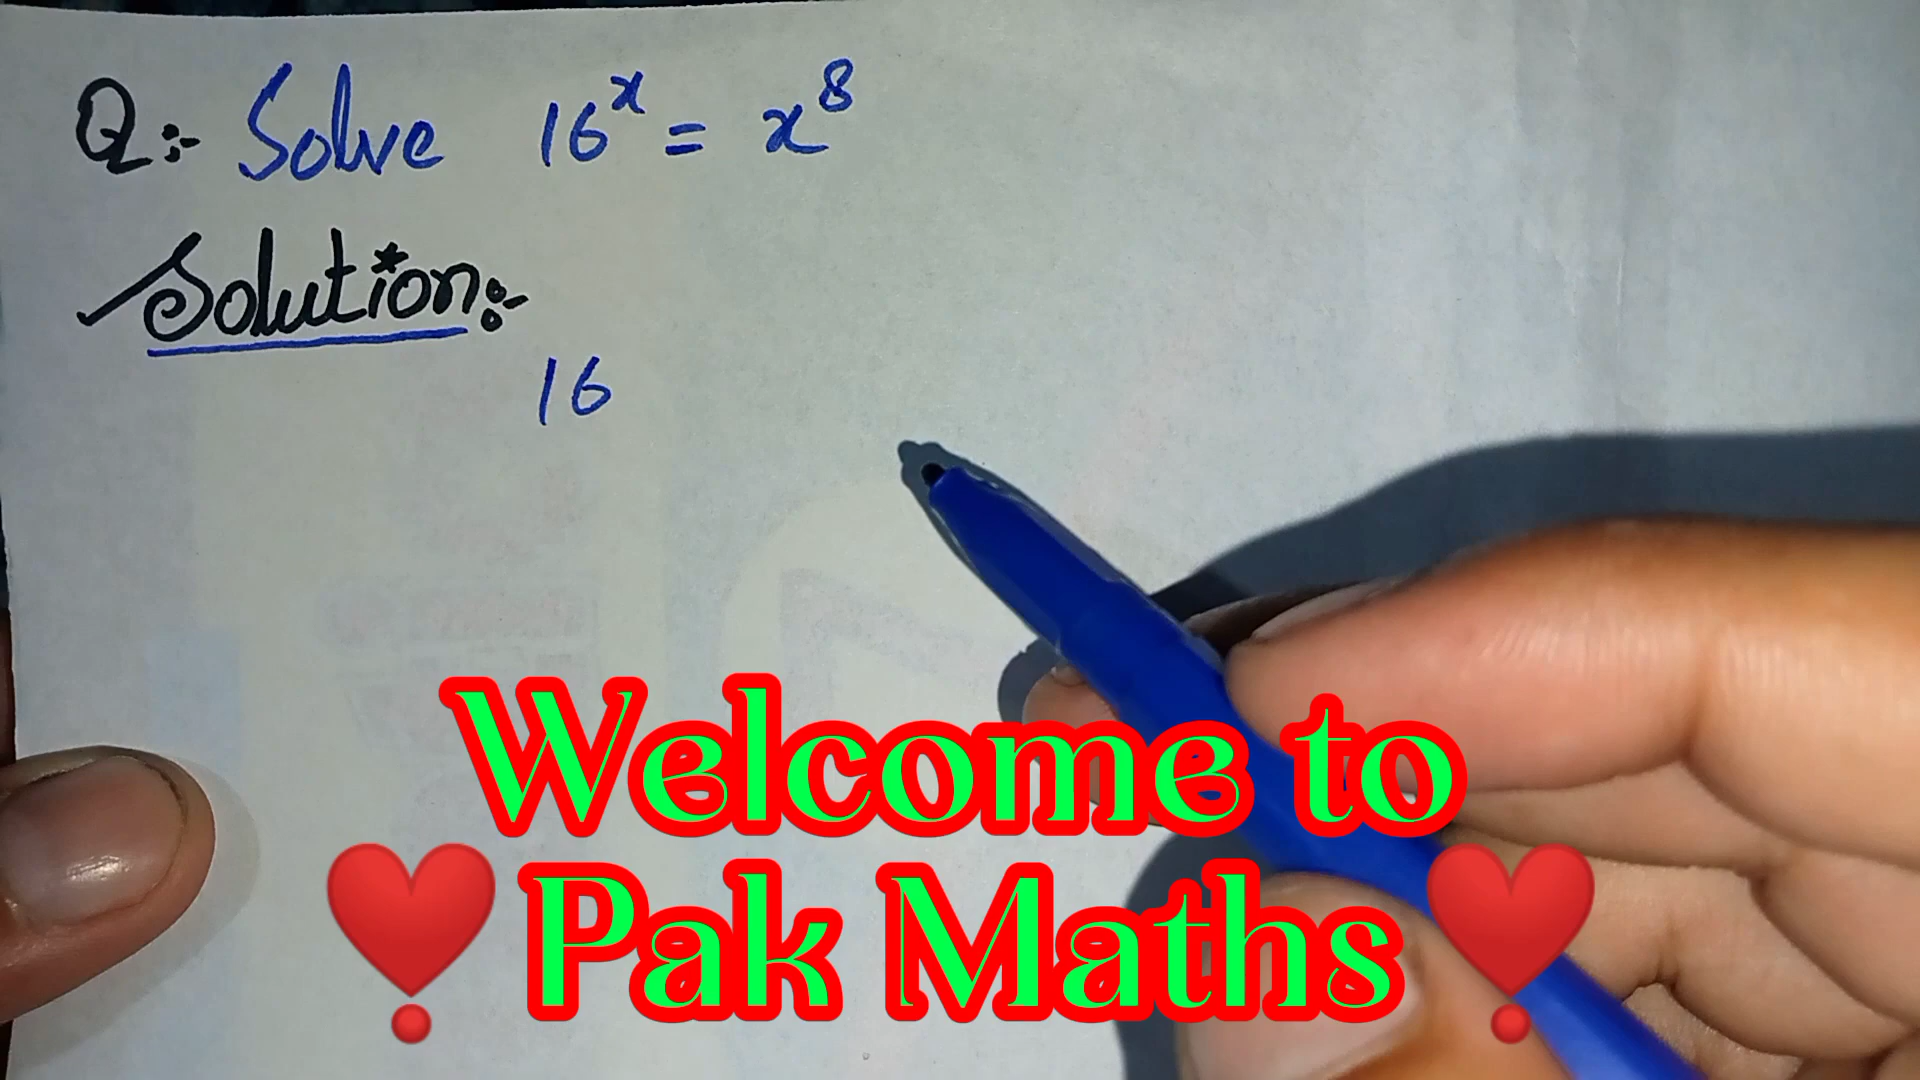 Q:- Solve 16^x = x^8
Solution:-
16
Welcome to
❣Pak Maths❣